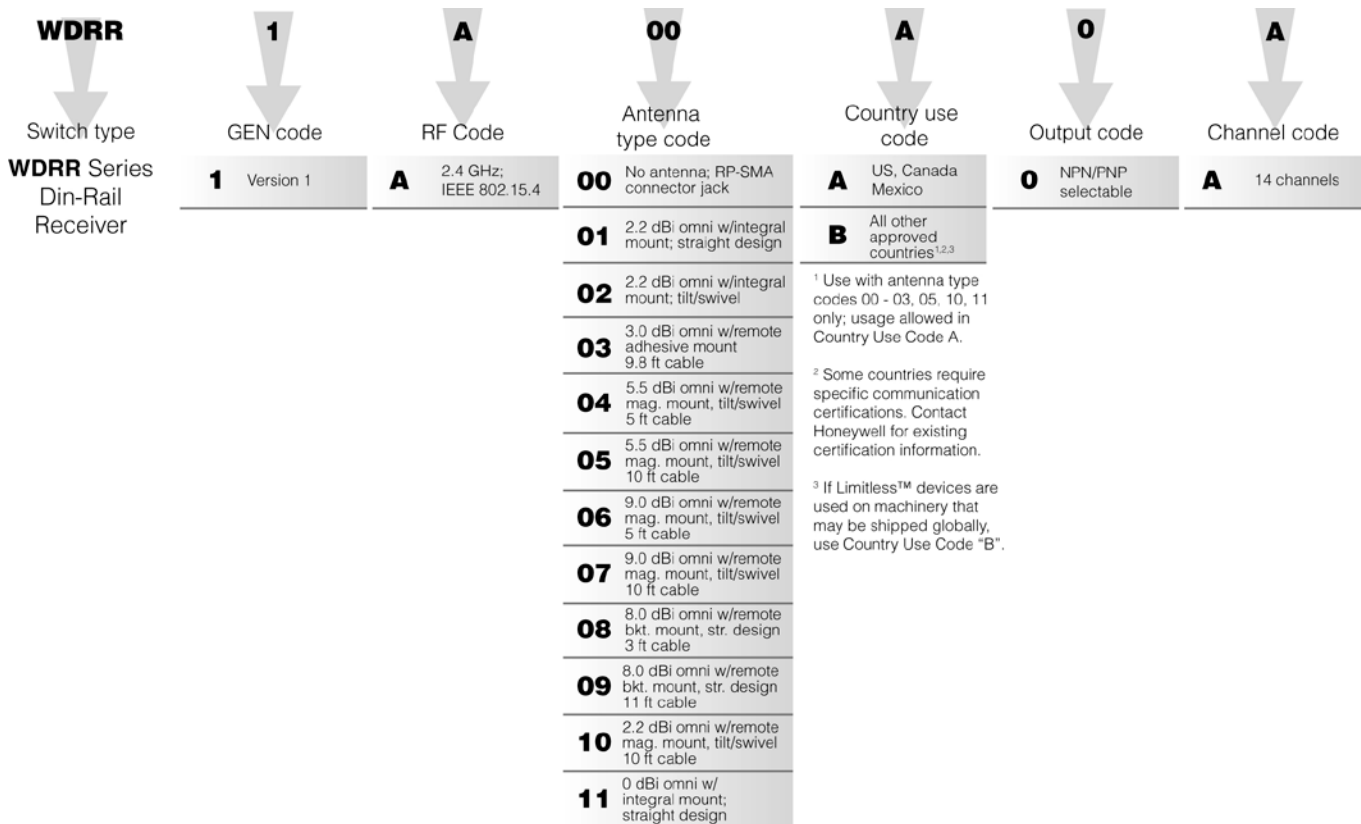 WDRR 1 A 00 A 0 A
Switch type
GEN code
RF Code
Antenna
type code
Country use
code
Output code
Channel code
WDRR Series
Din-Rail
Receiver
1 Version 1
A 2.4 GHz;
IEEE 802.15.4
00 No antenna; RP-SMA
connector jack
01 2.2 dBi omni w/integral
mount; straight design
02 2.2 dBi omni w/integral
mount; tilt/swivel
03 3.0 dBi omni w/remote
adhesive mount
9.8 ft cable
04 5.5 dBi omni w/remote
mag. mount, tilt/swivel
5 ft cable
05 5.5 dBi omni w/remote
mag. mount, tilt/swivel
10 ft cable
06 9.0 dBi omni w/remote
mag. mount, tilt/swivel
5 ft cable
07 9.0 dBi omni w/remote
mag. mount, tilt/swivel
10 ft cable
08 8.0 dBi omni w/remote
bkt. mount, str. design
3 ft cable
09 8.0 dBi omni w/remote
bkt. mount, str. design
11 ft cable
10 2.2 dBi omni w/remote
mag. mount, tilt/swivel
10 ft cable
11 0 dBi omni w/
integral mount;
straight design
A US, Canada
Mexico
B All other
approved
countries1,2,3
1 Use with antenna type
codes 00 - 03, 05, 10, 11
only; usage allowed in
Country Use Code A.
2 Some countries require
specific communication
certifications. Contact
Honeywell for existing
certification information.
3 If Limitless™ devices are
used on machinery that
may be shipped globally,
use Country Use Code “B”.
0 NPN/PNP
selectable
A 14 channels